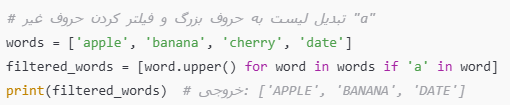 # تبدیل لیست به حروف بزرگ و فیلتر کردن حروف غیر "a"
words = ['apple', 'banana', 'cherry', 'date']
filtered_words = [word.upper() for word in words if 'a' in word]
print(filtered_words)  # خروجی: ['APPLE', 'BANANA', 'DATE']